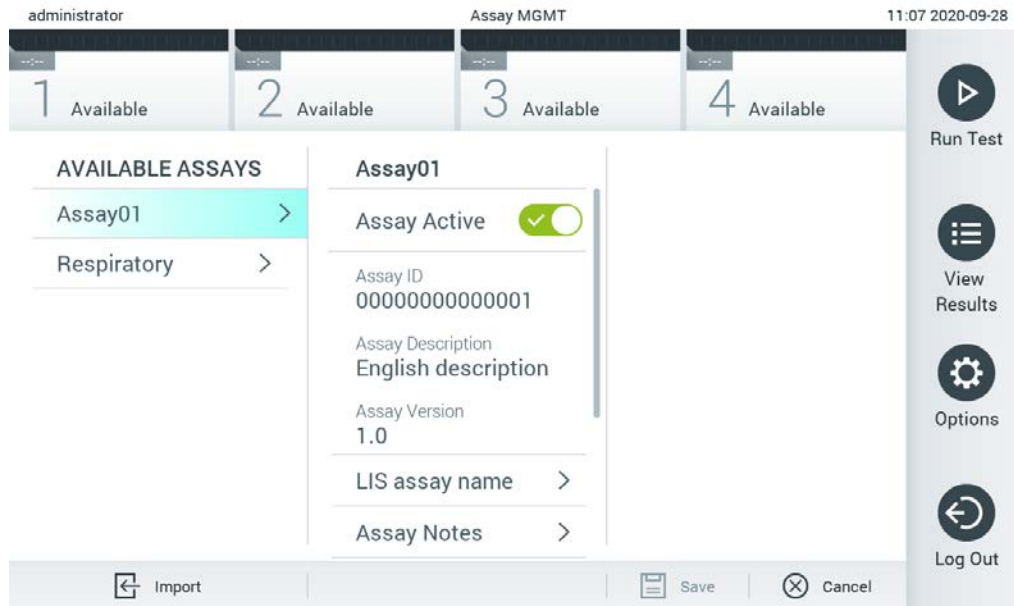 administrator Assay MGMT 11:07 2020-09-28
--:-- --:-- --:-- --:--
1 Available 2 Available 3 Available 4 Available
Run Test
AVAILABLE ASSAYS
Assay01
Respiratory
Assay01
Assay Active
Assay ID
00000000000001
Assay Description
English description
Assay Version
1.0
LIS assay name
Assay Notes
View
Results
Options
Log Out
Import Save Cancel